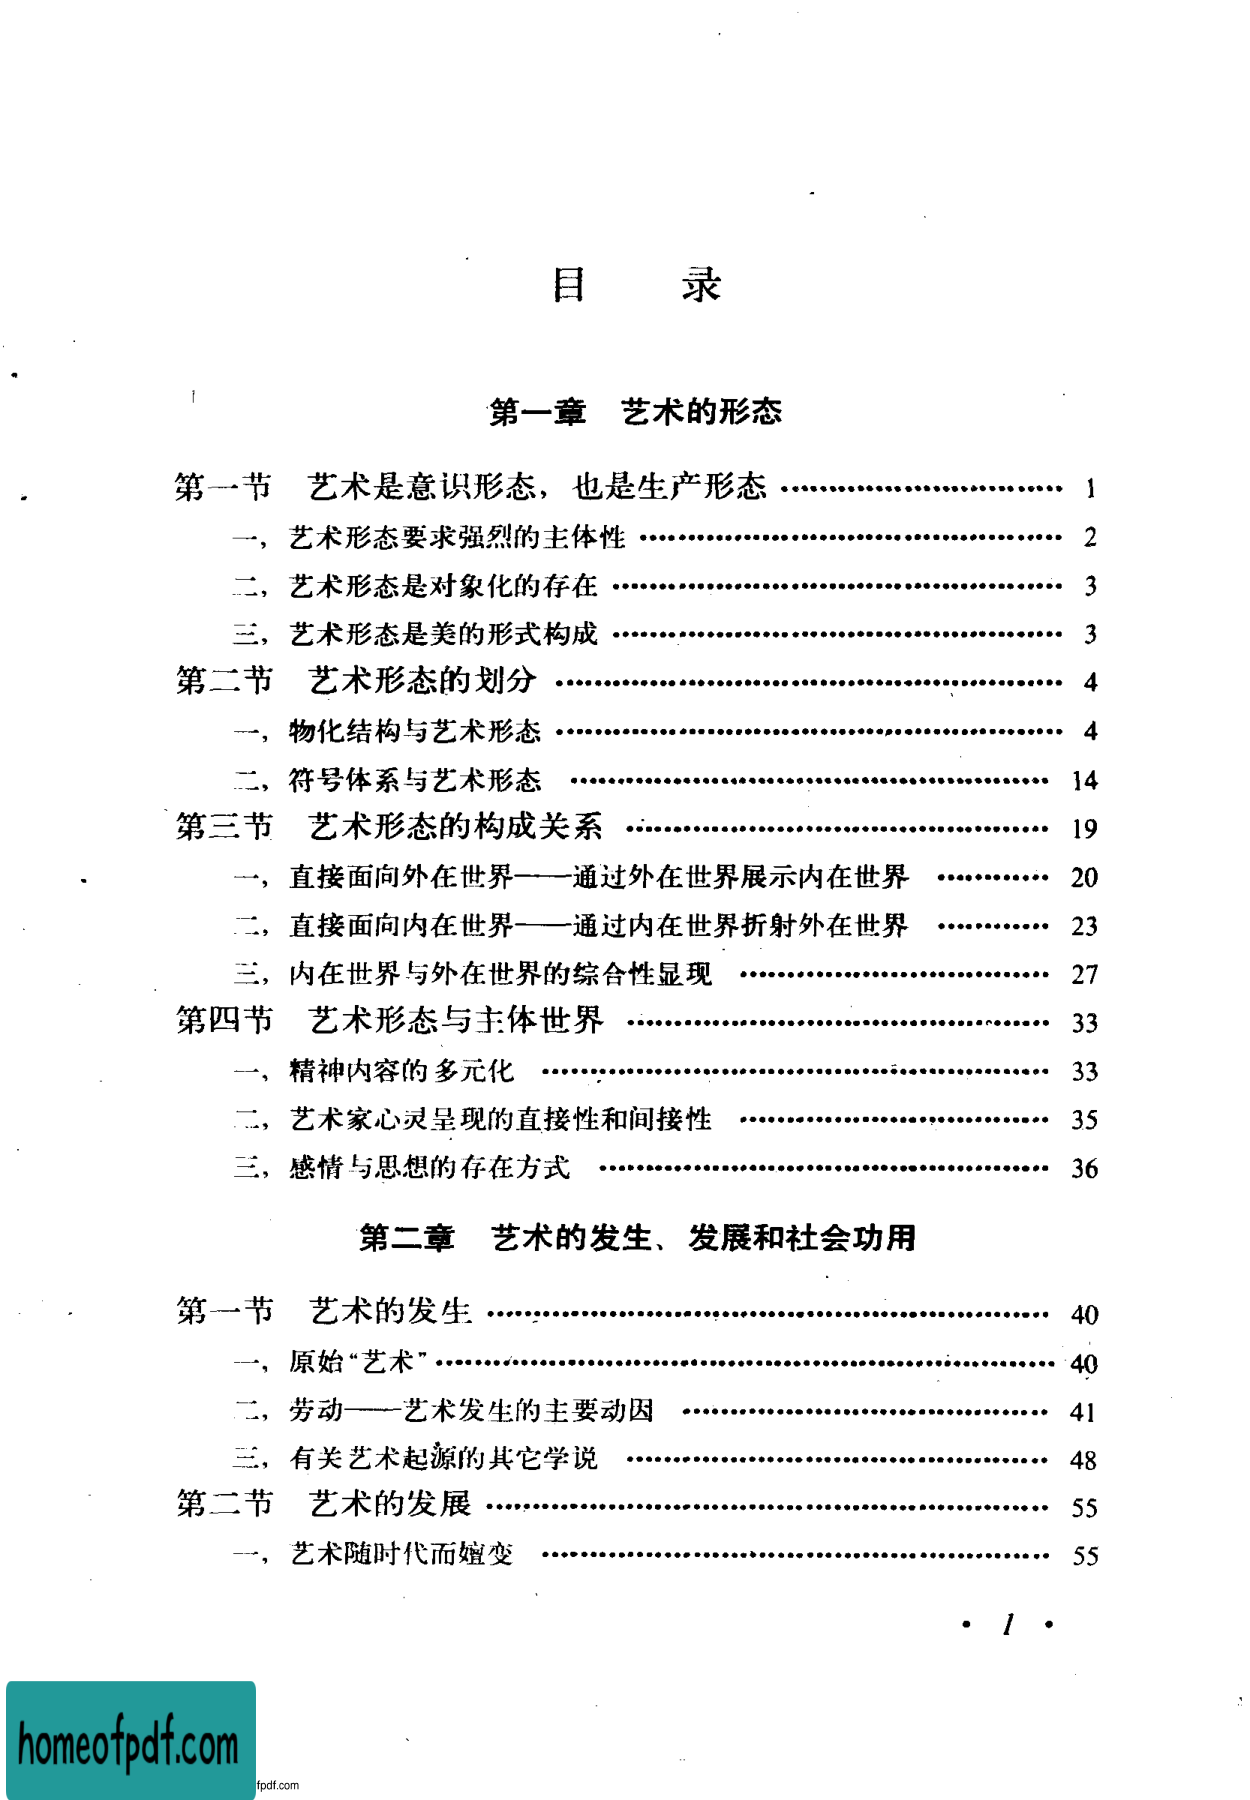 目 录
第一章 艺术的形态
第一节 艺术是意识形态，也是生产形态 ………………………… 1
一，艺术形态要求强烈的主体性 ………………………… 2
二，艺术形态是对象化的存在 ………………………… 3
三，艺术形态是美的形式构成 ………………………… 3
第二节 艺术形态的划分 ………………………… 4
一，物化结构与艺术形态 ………………………… 4
二，符号体系与艺术形态 ………………………… 14
第三节 艺术形态的构成关系 ………………………… 19
一，直接面向外在世界——通过外在世界展示内在世界 ………… 20
二，直接面向内在世界——通过内在世界折射外在世界 ………… 23
三，内在世界与外在世界的综合性显现 ………………………… 27
第四节 艺术形态与主体世界 ………………………… 33
一，精神内容的多元化 ………………………… 33
二，艺术家心灵呈现的直接性和间接性 ………………………… 35
三，感情与思想的存在方式 ………………………… 36
第二章 艺术的发生、发展和社会功用
第一节 艺术的发生 ………………………… 40
一，原始“艺术” ………………………… 40
二，劳动——艺术发生的主要动因 ………………………… 41
三，有关艺术起源的其它学说 ………………………… 48
第二节 艺术的发展 ………………………… 55
一，艺术随时代而嬗变 ………………………… 55
• 1 •
homeofpdf.com
fpdf.com